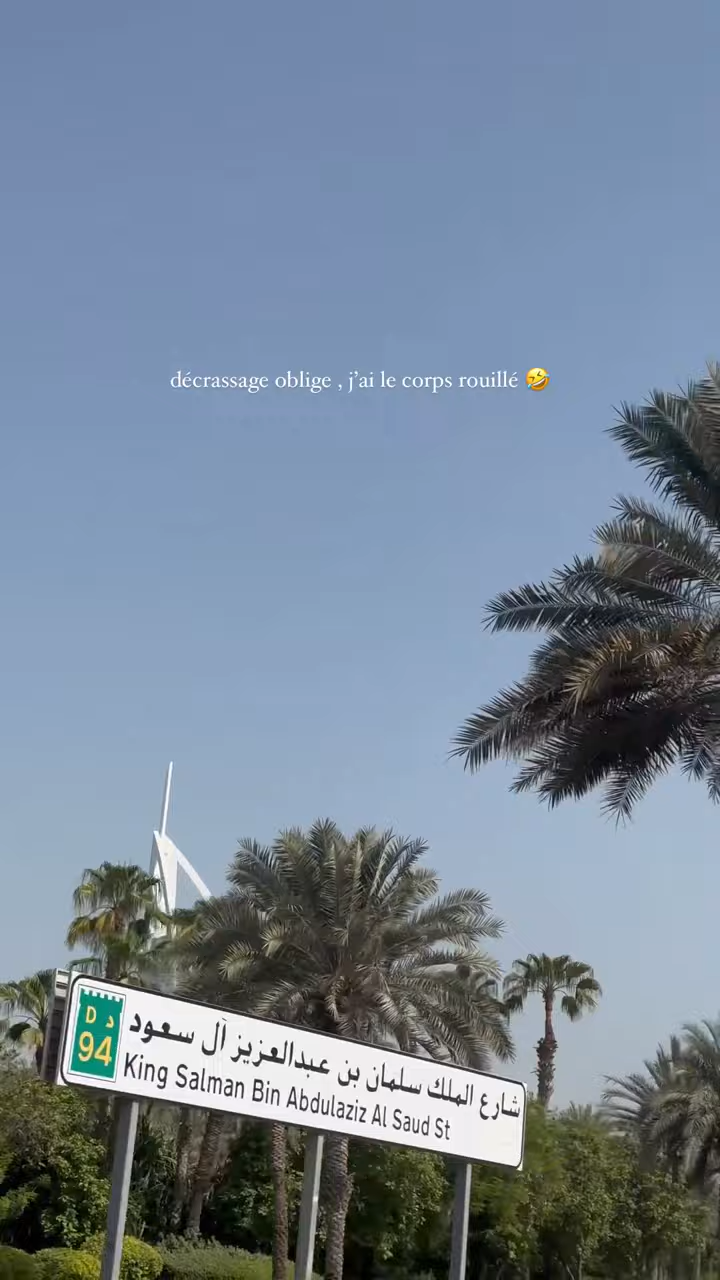 décrassage oblige , j’ai le corps rouillé 🤣
D د
94
شارع الملك سلمان بن عبدالعزيز آل سعود
King Salman Bin Abdulaziz Al Saud St